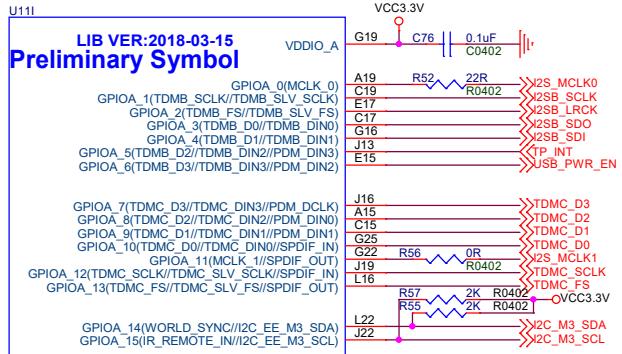 U11I
VCC3.3V
LIB VER:2018-03-15
Preliminary Symbol
VDDIO_A G19 C76 0.1uF
C0402
GPIOA_0(MCLK_0) A19 R52 22R I2S_MCLK0
GPIOA_1(TDMB_SCLK//TDMB_SLV_SCLK) C19 R0402 I2SB_SCLK
GPIOA_2(TDMB_FS//TDMB_SLV_FS) E17 I2SB_LRCK
GPIOA_3(TDMB_D0//TDMB_DIN0) C17 I2SB_SDO
GPIOA_4(TDMB_D1//TDMB_DIN1) G16 I2SB_SDI
GPIOA_5(TDMB_D2//TDMB_DIN2//PDM_DIN3) J13 TP_INT
GPIOA_6(TDMB_D3//TDMB_DIN3//PDM_DIN2) E15 USB_PWR_EN
GPIOA_7(TDMC_D3//TDMC_DIN3//PDM_DCLK) J16 TDMC_D3
GPIOA_8(TDMC_D2//TDMC_DIN2//PDM_DIN0) A15 TDMC_D2
GPIOA_9(TDMC_D1//TDMC_DIN1//PDM_DIN1) C15 TDMC_D1
GPIOA_10(TDMC_D0//TDMC_DIN0//SPDIF_IN) G25 TDMC_D0
GPIOA_11(MCLK_1//SPDIF_OUT) G22 R56 0R I2S_MCLK1
GPIOA_12(TDMC_SCLK//TDMC_SLV_SCLK//SPDIF_IN) J19 R0402 TDMC_SCLK
GPIOA_13(TDMC_FS//TDMC_SLV_FS//SPDIF_OUT) L16 TDMC_FS
R57 2K R0402 VCC3.3V
R55 2K R0402
GPIOA_14(WORLD_SYNC//I2C_EE_M3_SDA) L22 I2C_M3_SDA
GPIOA_15(IR_REMOTE_IN//I2C_EE_M3_SCL) J22 I2C_M3_SCL